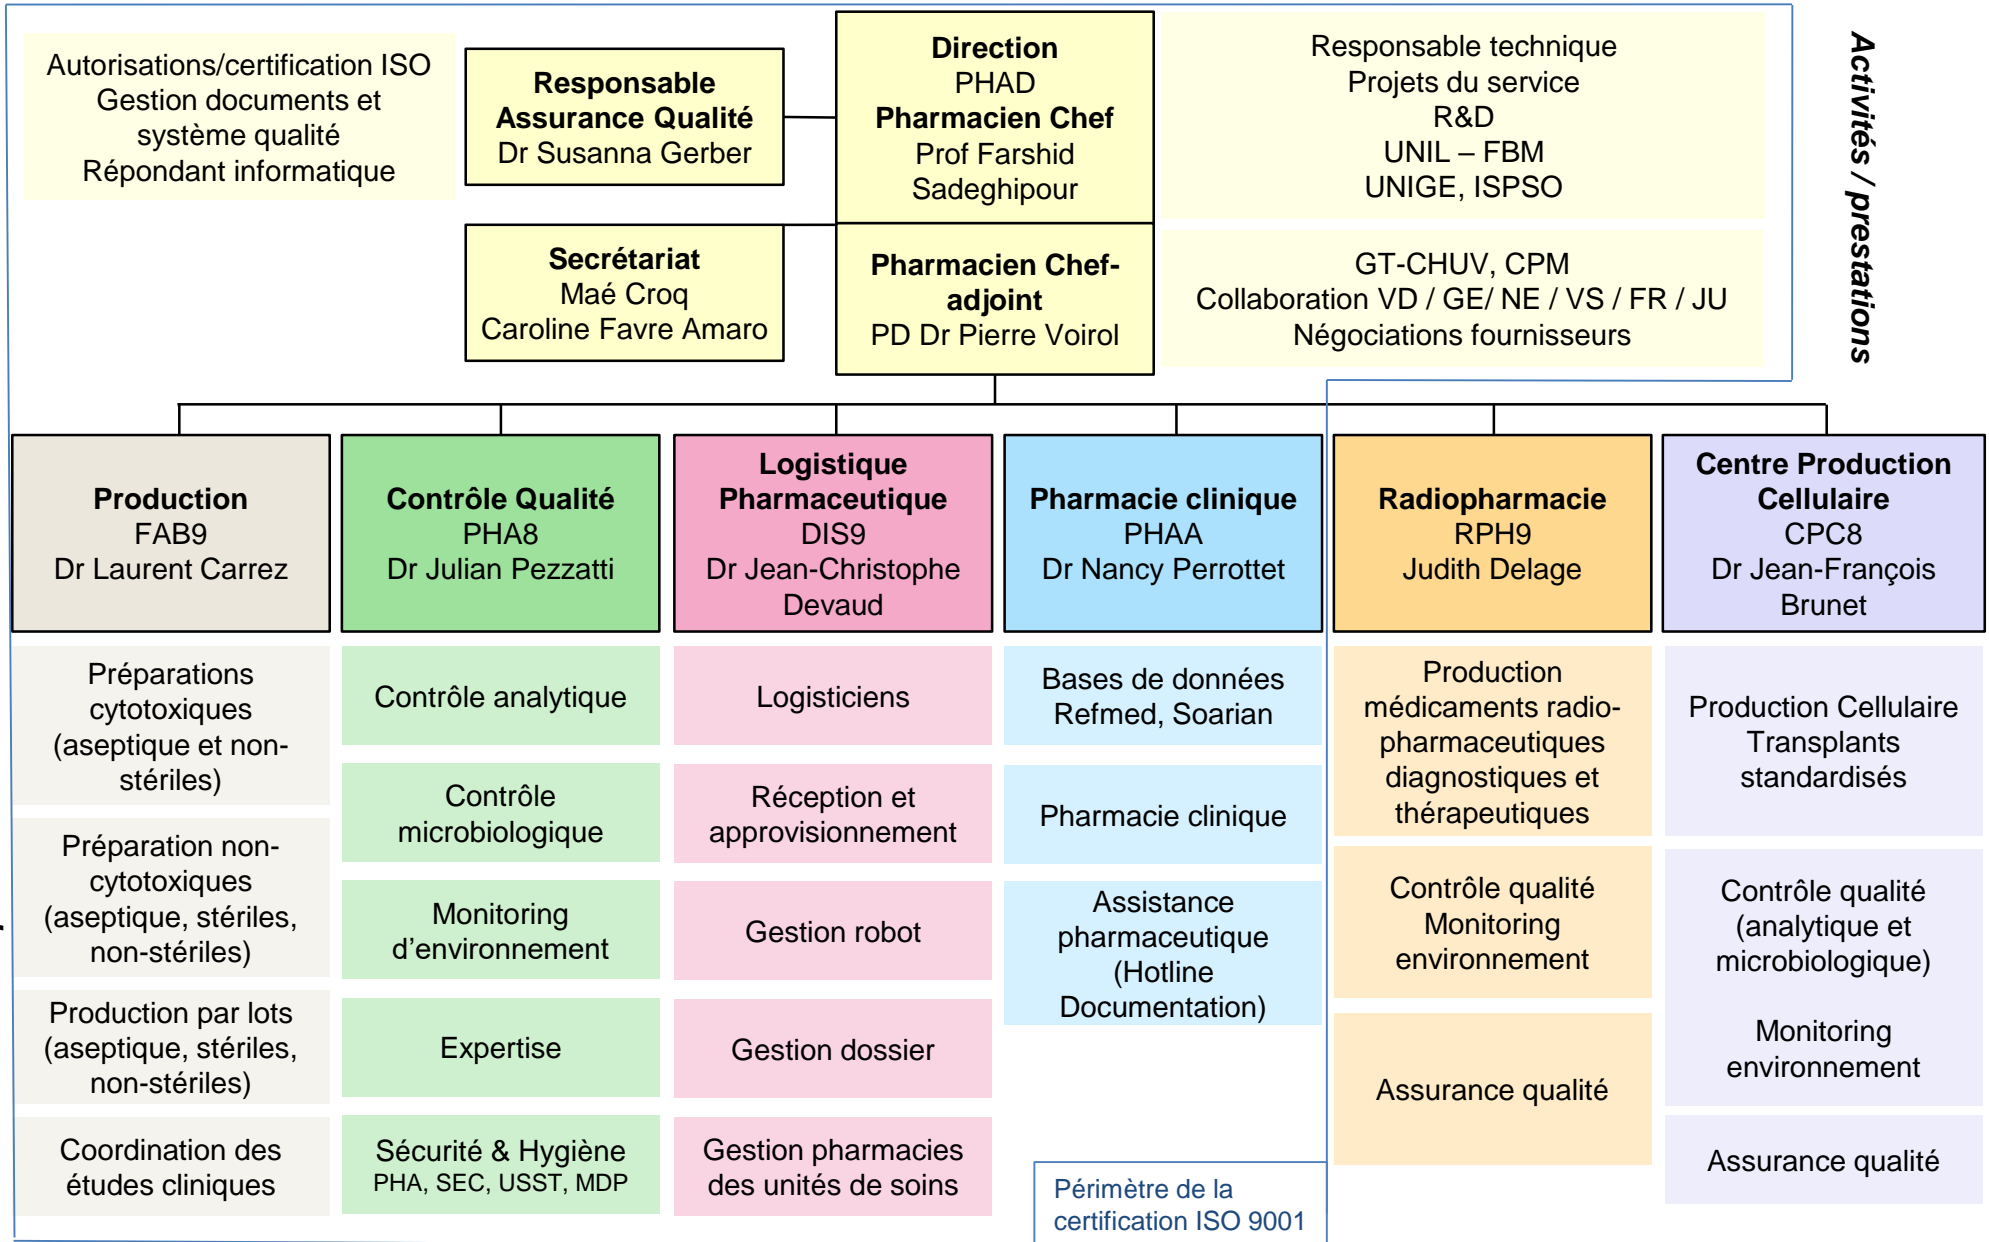 Autorisations/certification ISO
Gestion documents et
système qualité
Répondant informatique
Responsable
Assurance Qualité
Dr Susanna Gerber
Direction
PHAD
Pharmacien Chef
Prof Farshid
Sadeghipour
Responsable technique
Projets du service
R&D
UNIL – FBM
UNIGE, ISPSO
Activités / prestations
Secrétariat
Maé Croq
Caroline Favre Amaro
Pharmacien Chef-
adjoint
PD Dr Pierre Voirol
GT-CHUV, CPM
Collaboration VD / GE/ NE / VS / FR / JU
Négociations fournisseurs
Production
FAB9
Dr Laurent Carrez
Contrôle Qualité
PHA8
Dr Julian Pezzatti
Logistique
Pharmaceutique
DIS9
Dr Jean-Christophe
Devaud
Pharmacie clinique
PHAA
Dr Nancy Perrottet
Radiopharmacie
RPH9
Judith Delage
Centre Production
Cellulaire
CPC8
Dr Jean-François
Brunet
Préparations
cytotoxiques
(aseptique et non-
stériles)
Préparation non-
cytotoxiques
(aseptique, stériles,
non-stériles)
Production par lots
(aseptique, stériles,
non-stériles)
Coordination des
études cliniques
Contrôle analytique
Contrôle
microbiologique
Monitoring
d’environnement
Expertise
Sécurité & Hygiène
PHA, SEC, USST, MDP
Logisticiens
Réception et
approvisionnement
Gestion robot
Gestion dossier
Gestion pharmacies
des unités de soins
Bases de données
Refmed, Soarian
Pharmacie clinique
Assistance
pharmaceutique
(Hotline
Documentation)
Périmètre de la
certification ISO 9001
Production
médicaments radio-
pharmaceutiques
diagnostiques et
thérapeutiques
Contrôle qualité
Monitoring
environnement
Assurance qualité
Production Cellulaire
Transplants
standardisés
Contrôle qualité
(analytique et
microbiologique)
Monitoring
environnement
Assurance qualité